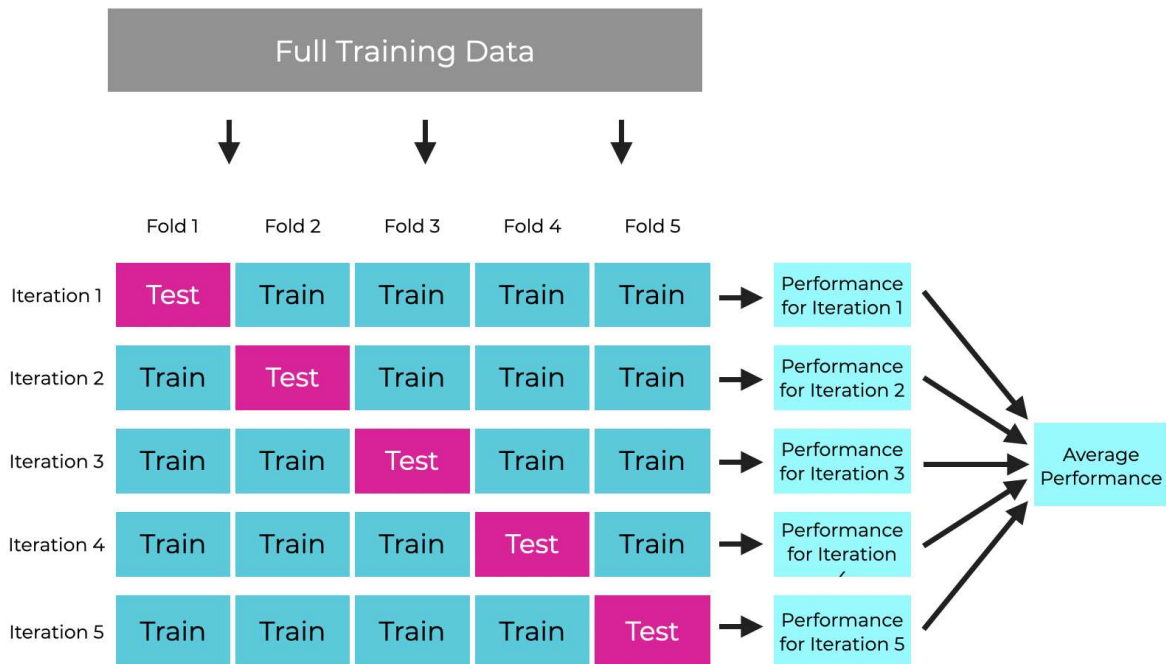 Full Training Data
Fold 1 Fold 2 Fold 3 Fold 4 Fold 5
Iteration 1 Test Train Train Train Train Performance
for Iteration 1
Iteration 2 Train Test Train Train Train Performance
for Iteration 2
Iteration 3 Train Train Test Train Train Performance
for Iteration 3
Average
Performance
Iteration 4 Train Train Train Test Train Performance
for Iteration
Iteration 5 Train Train Train Train Test Performance
for Iteration 5